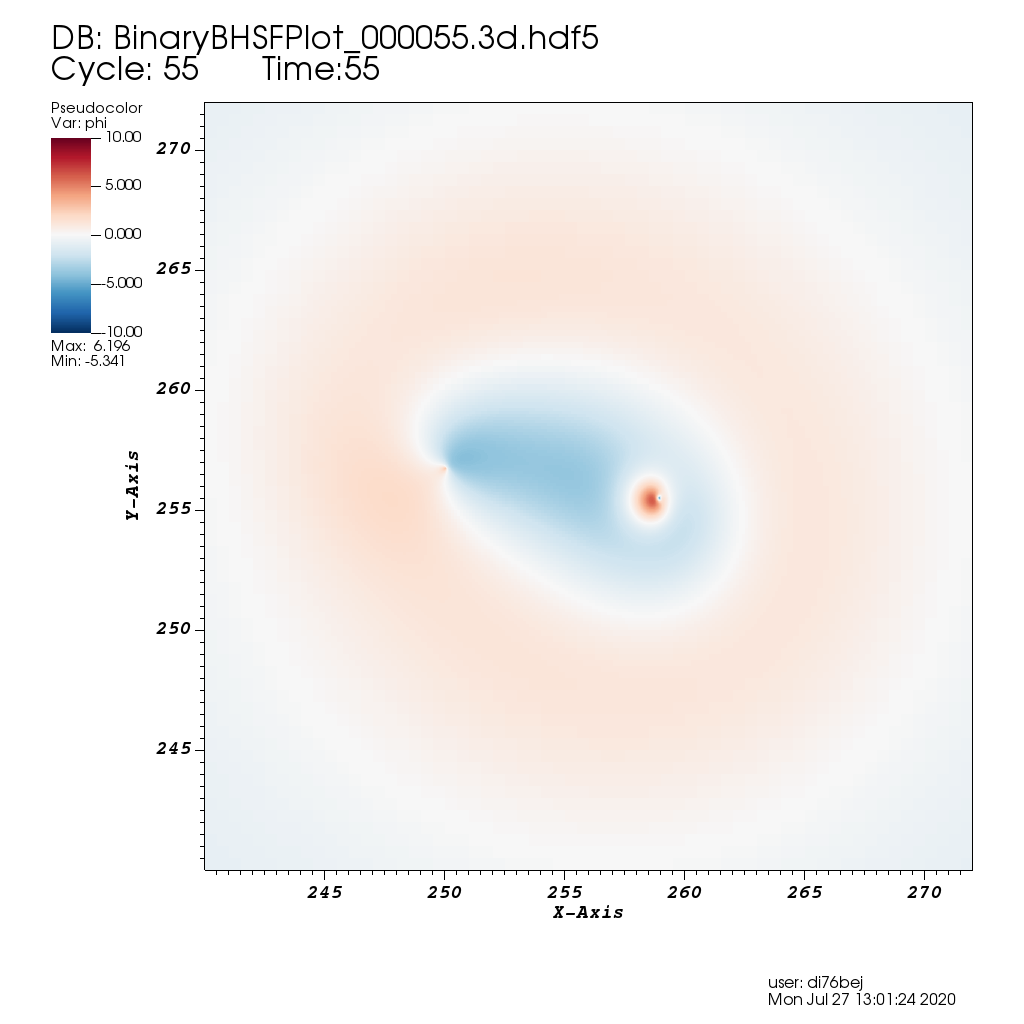 DB: BinaryBHSFPlot_000055.3d.hdf5
Cycle: 55 Time:55
Pseudocolor
Var: phi
10.00
5.000
0.000
-5.000
-10.00
Max: 6.196
Min: -5.341
270
265
260
255
250
245
Y-Axis
245 250 255 260 265 270
X-Axis
user: di76bej
Mon Jul 27 13:01:24 2020